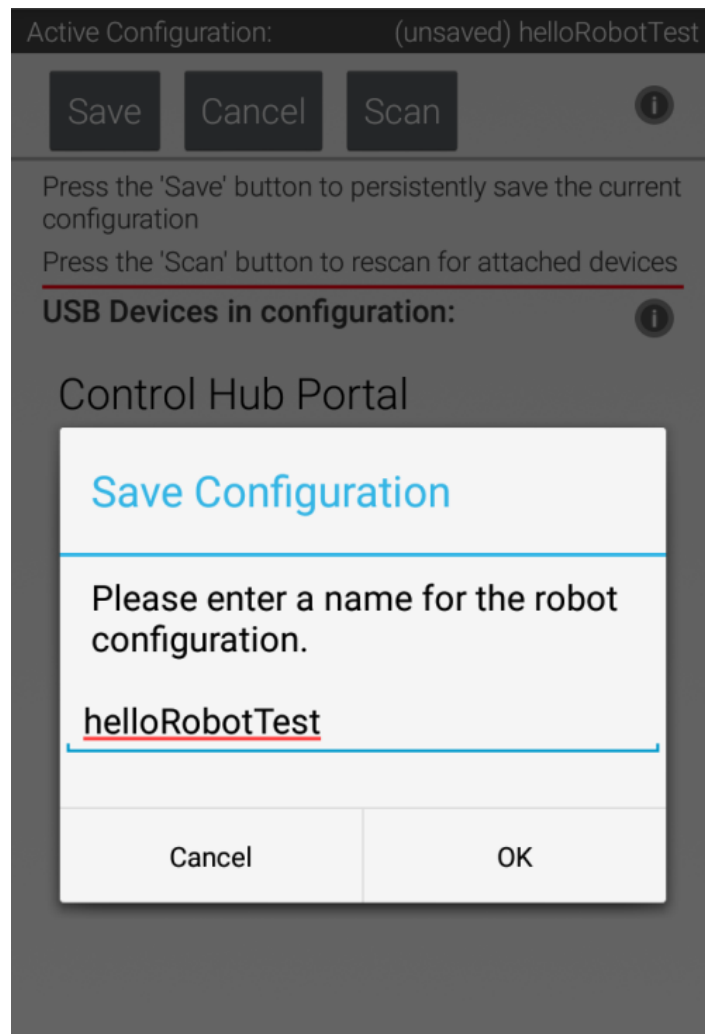 Active Configuration: (unsaved) helloRobotTest
Save Cancel Scan
Press the 'Save' button to persistently save the current
configuration
Press the 'Scan' button to rescan for attached devices
USB Devices in configuration:
Control Hub Portal
Save Configuration
Please enter a name for the robot
configuration.
helloRobotTest
Cancel OK